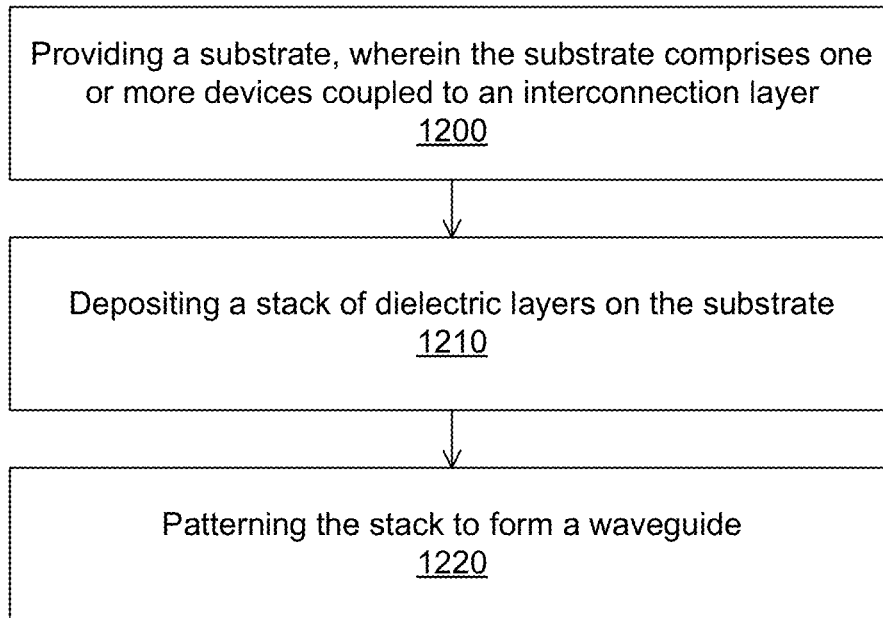 Providing a substrate, wherein the substrate comprises one
or more devices coupled to an interconnection layer
1200
Depositing a stack of dielectric layers on the substrate
1210
Patterning the stack to form a waveguide
1220